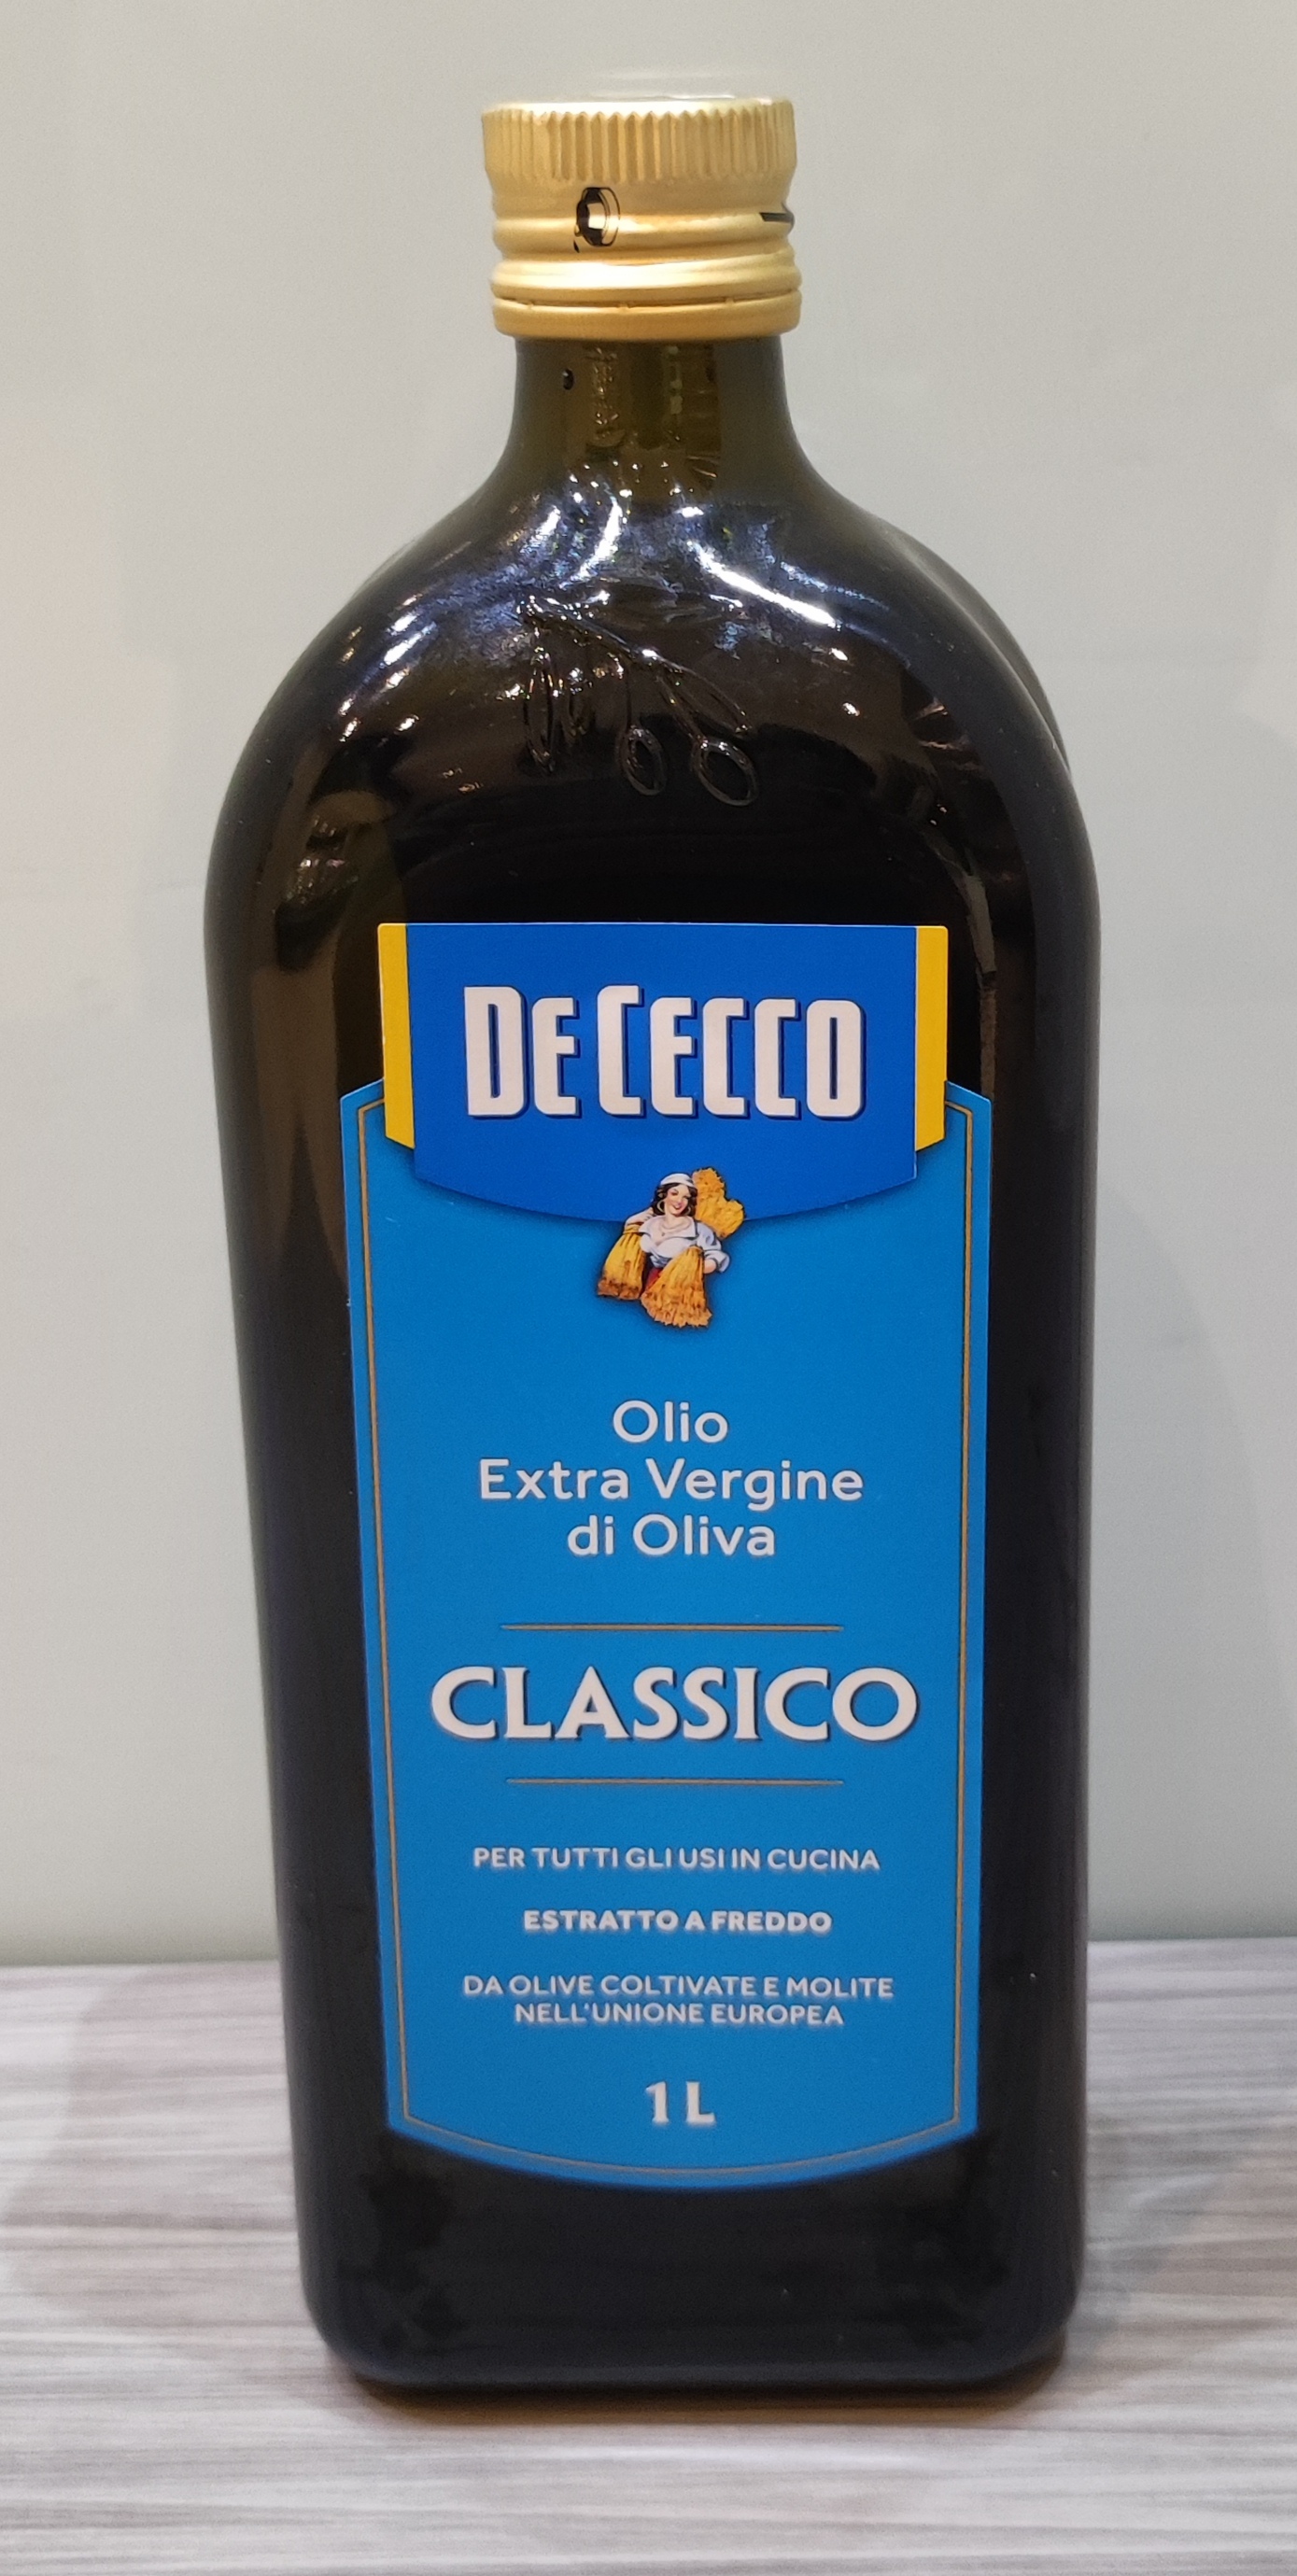 DE CECCO
Olio
Extra Vergine
di Oliva
CLASSICO
PER TUTTI GLI USI IN CUCINA
ESTRATTO A FREDDO
DA OLIVE COLTIVATE E MOLITE
NELL'UNIONE EUROPEA
1 L